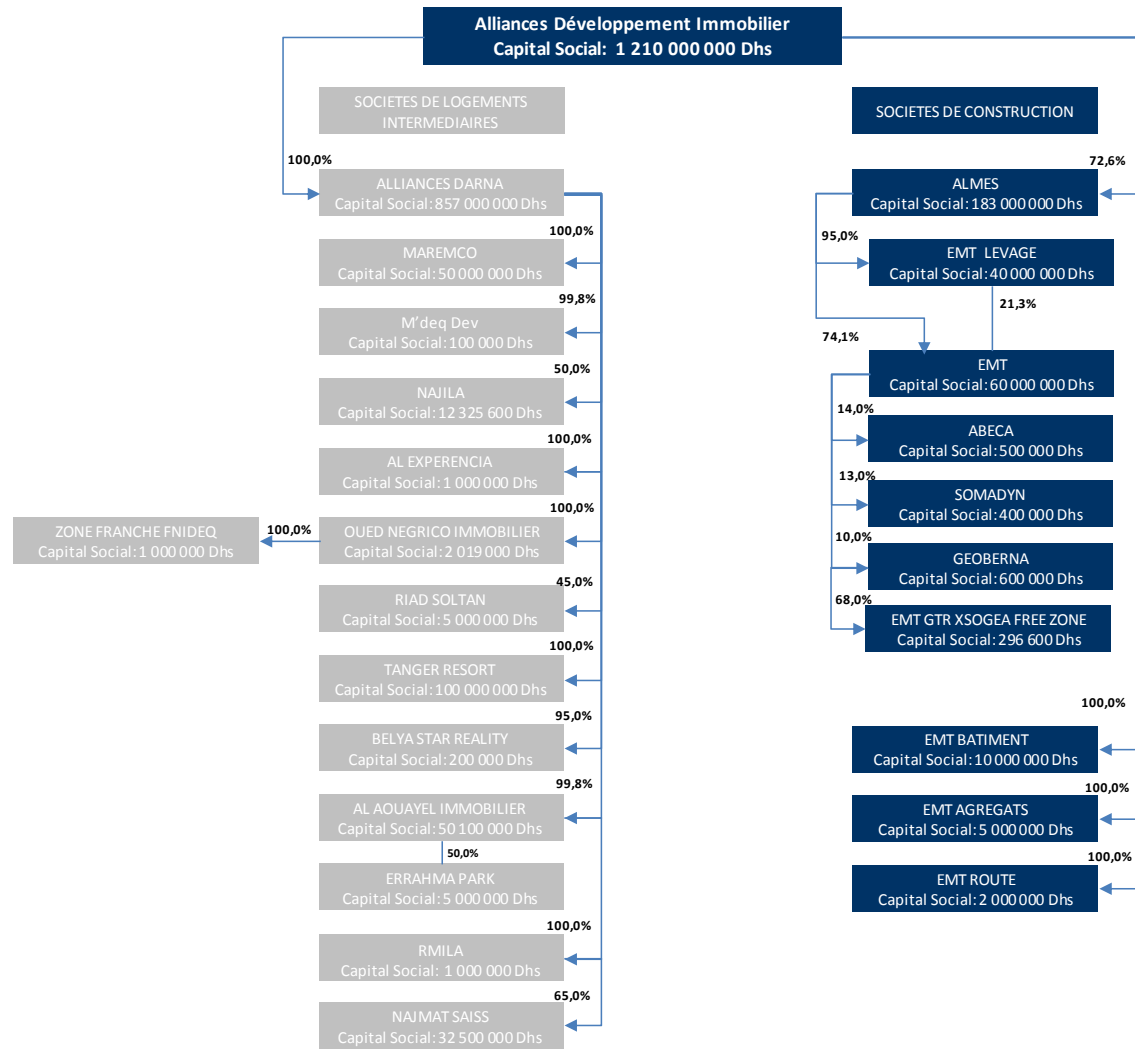 Alliances Développement Immobilier
Capital Social: 1 210 000 000 Dhs
SOCIETES DE LOGEMENTS
INTERMEDIAIRES
100,0%
ALLIANCES DARNA
Capital Social: 857 000 000 Dhs
100,0%
MAREMCO
Capital Social: 50 000 000 Dhs
99,8%
M'deq Dev
Capital Social: 100 000 Dhs
50,0%
NAJILA
Capital Social: 12 325 600 Dhs
100,0%
AL EXPERENCIA
Capital Social: 1 000 000 Dhs
100,0%
OUED NEGRICO IMMOBILIER
Capital Social: 2 019 000 Dhs
100,0%
ZONE FRANCHE FNIDEQ
Capital Social: 1 000 000 Dhs
45,0%
RIAD SOLTAN
Capital Social: 5 000 000 Dhs
100,0%
TANGER RESORT
Capital Social: 100 000 000 Dhs
95,0%
BELYA STAR REALITY
Capital Social: 200 000 Dhs
99,8%
AL AOUAYEL IMMOBILIER
Capital Social: 50 100 000 Dhs
50,0%
ERRAHMA PARK
Capital Social: 5 000 000 Dhs
100,0%
RMILA
Capital Social: 1 000 000 Dhs
65,0%
NAJMAT SAISS
Capital Social: 32 500 000 Dhs
SOCIETES DE CONSTRUCTION
72,6%
ALMES
Capital Social: 183 000 000 Dhs
95,0%
EMT LEVAGE
Capital Social: 40 000 000 Dhs
21,3%
74,1%
EMT
Capital Social: 60 000 000 Dhs
14,0%
ABECA
Capital Social: 500 000 Dhs
13,0%
SOMADYN
Capital Social: 400 000 Dhs
10,0%
GEOBERNA
Capital Social: 600 000 Dhs
68,0%
EMT GTR XSOGEA FREE ZONE
Capital Social: 296 600 Dhs
100,0%
EMT BATIMENT
Capital Social: 10 000 000 Dhs
100,0%
EMT AGREGATS
Capital Social: 5 000 000 Dhs
100,0%
EMT ROUTE
Capital Social: 2 000 000 Dhs